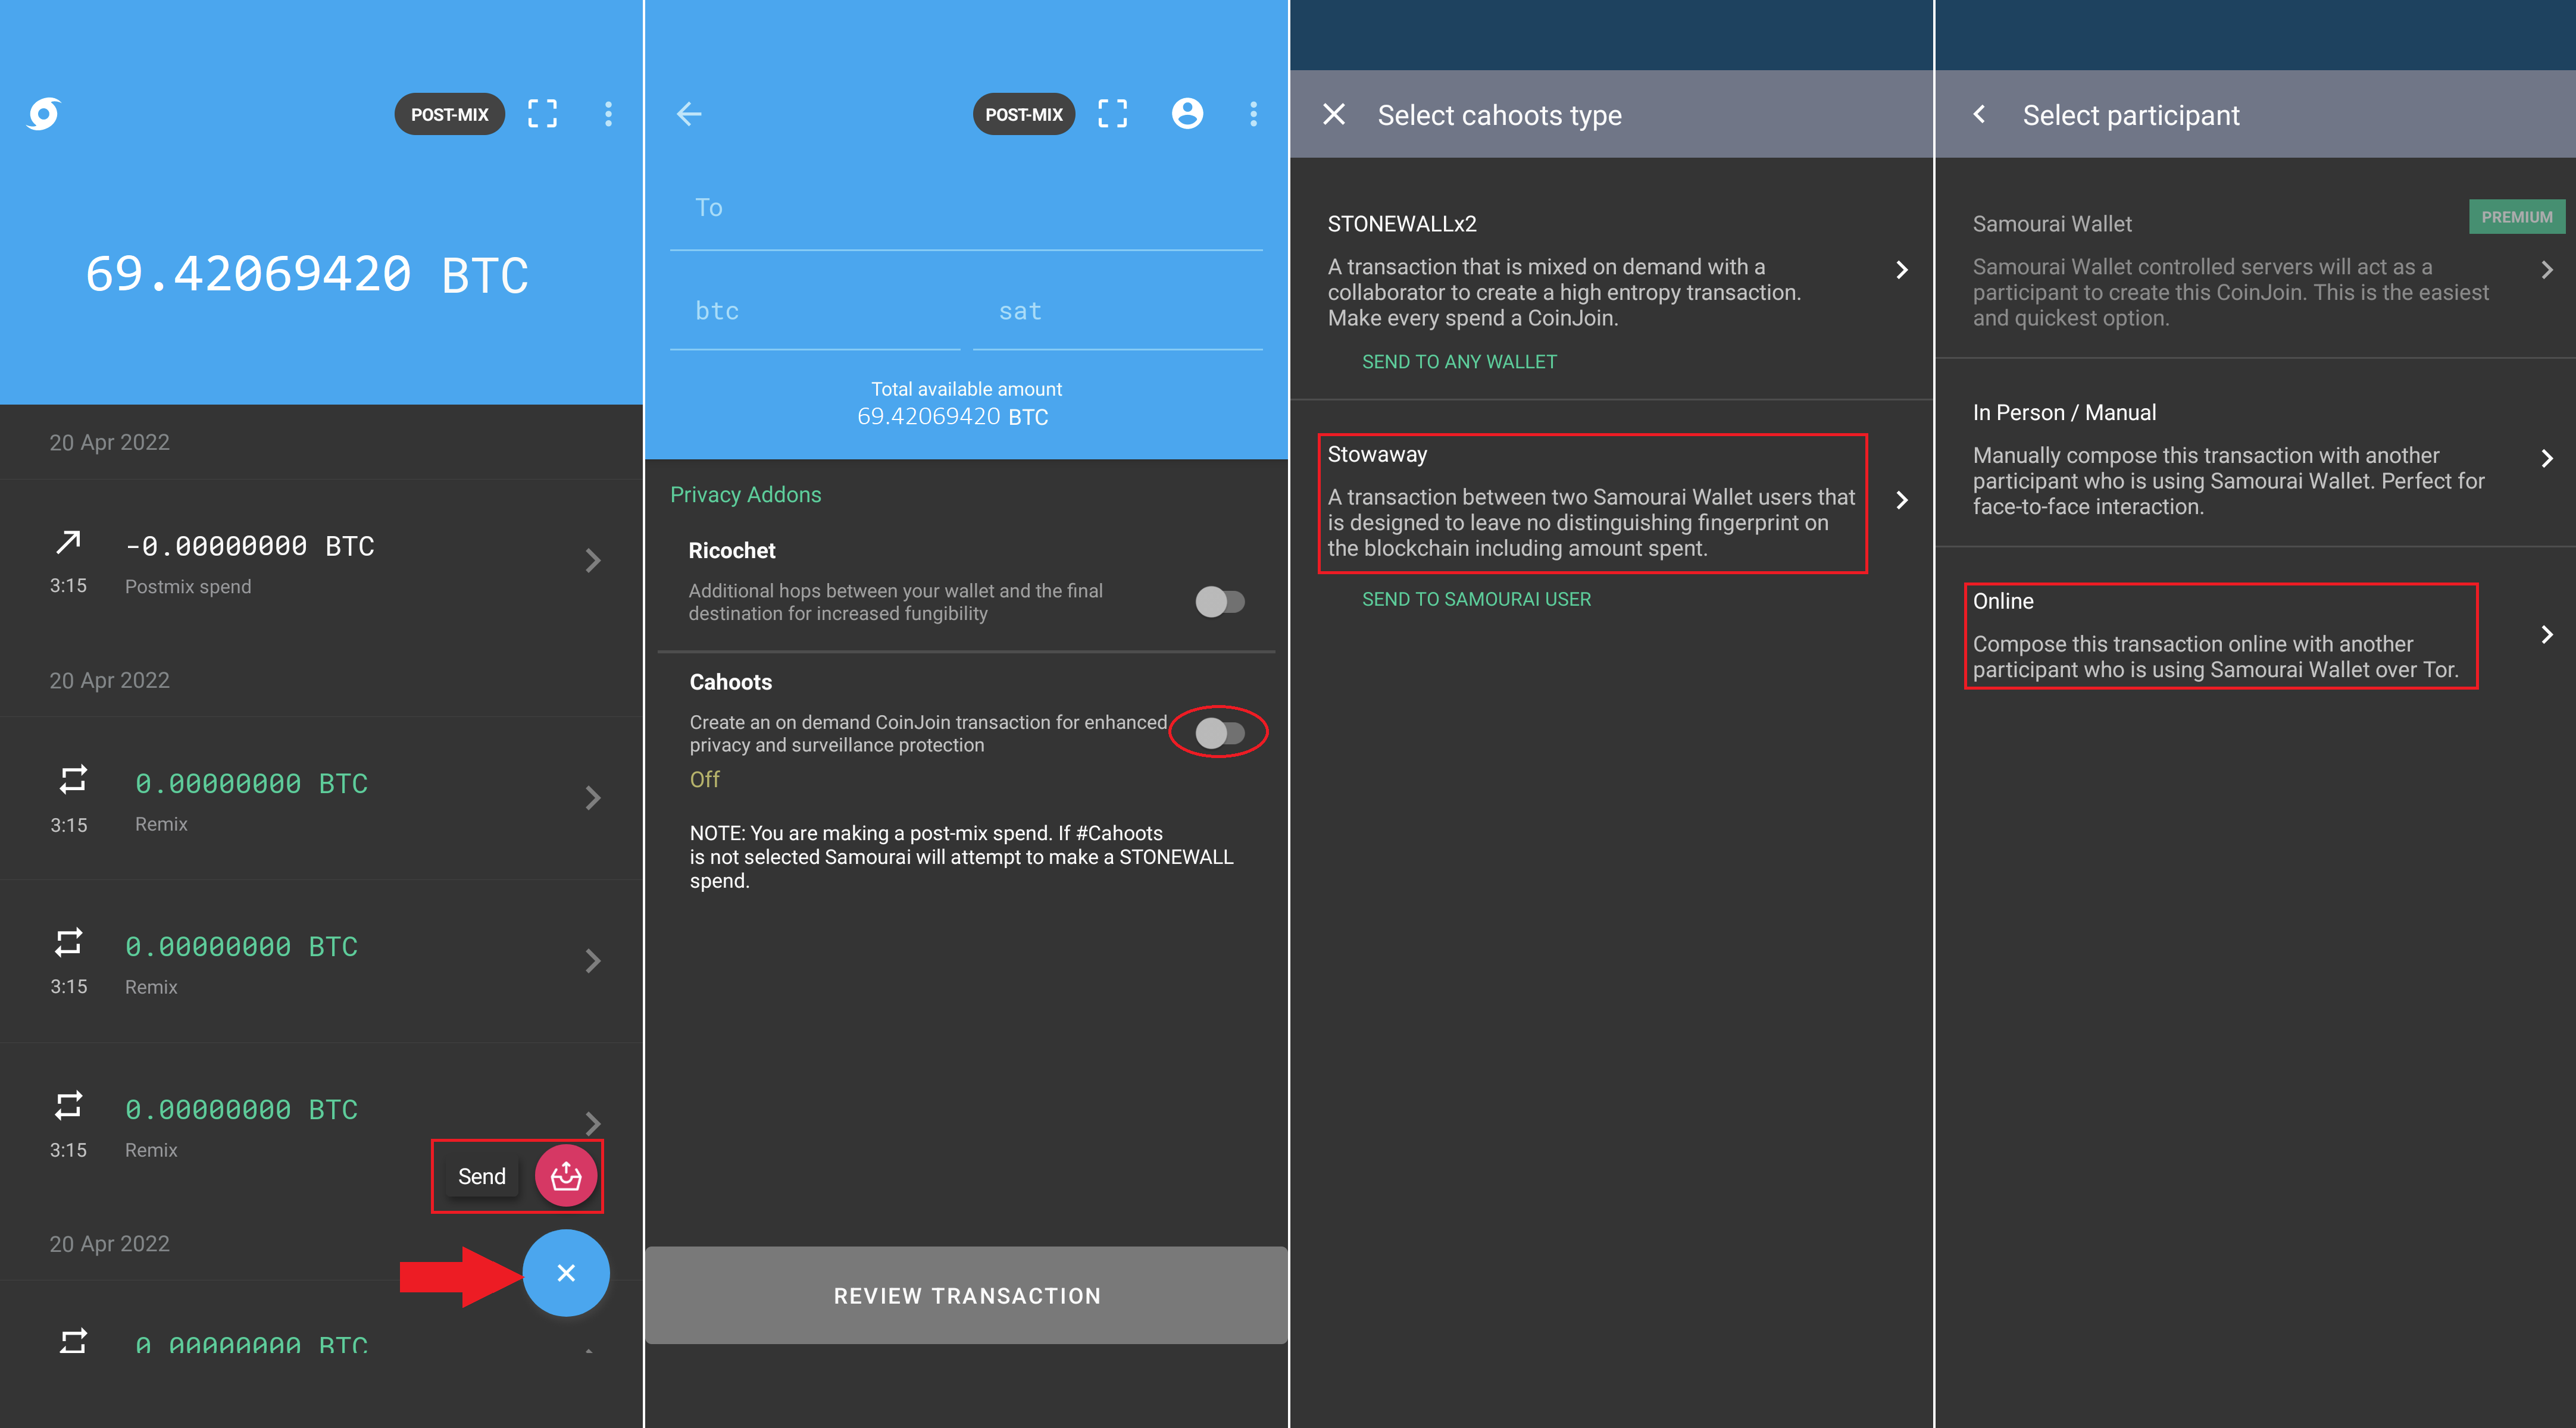 POST-MIX
69.42069420 BTC
20 Apr 2022
-0.00000000 BTC
3:15
Postmix spend
20 Apr 2022
0.00000000 BTC
3:15
Remix
0.00000000 BTC
3:15
Remix
0.00000000 BTC
3:15
Remix
Send
20 Apr 2022
0.00000000 BTC
POST-MIX
To
btc
sat
Total available amount
69.42069420 BTC
Privacy Addons
Ricochet
Additional hops between your wallet and the final
destination for increased fungibility
Cahoots
Create an on demand CoinJoin transaction for enhanced
privacy and surveillance protection
Off
NOTE: You are making a post-mix spend. If #Cahoots
is not selected Samourai will attempt to make a STONEWALL
spend.
REVIEW TRANSACTION
Select cahoots type
STONEWALLx2
A transaction that is mixed on demand with a
collaborator to create a high entropy transaction.
Make every spend a CoinJoin.
SEND TO ANY WALLET
Stowaway
A transaction between two Samourai Wallet users that
is designed to leave no distinguishing fingerprint on
the blockchain including amount spent.
SEND TO SAMOURAI USER
Select participant
PREMIUM
Samourai Wallet
Samourai Wallet controlled servers will act as a
participant to create this CoinJoin. This is the easiest
and quickest option.
In Person / Manual
Manually compose this transaction with another
participant who is using Samourai Wallet. Perfect for
face-to-face interaction.
Online
Compose this transaction online with another
participant who is using Samourai Wallet over Tor.